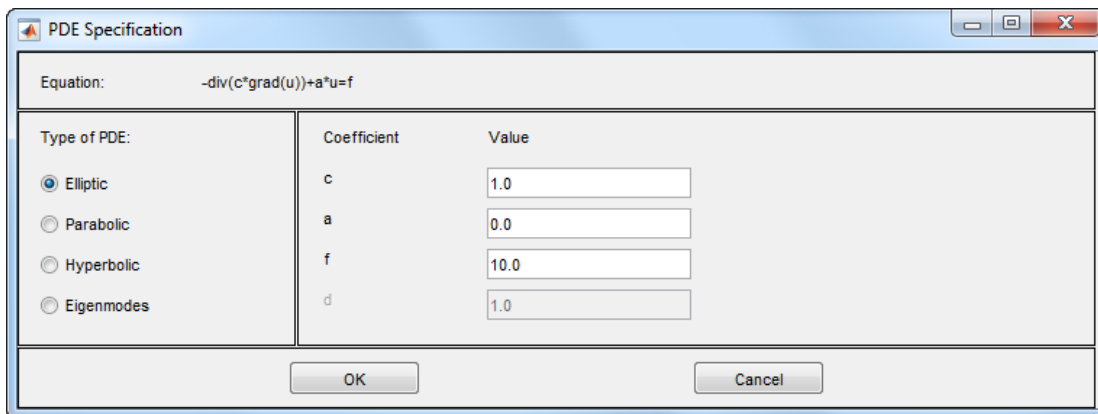 PDE Specification
Equation: -div(c*grad(u))+a*u=f
Type of PDE:
Elliptic
Parabolic
Hyperbolic
Eigenmodes
Coefficient Value
c 1.0
a 0.0
f 10.0
d 1.0
OK Cancel